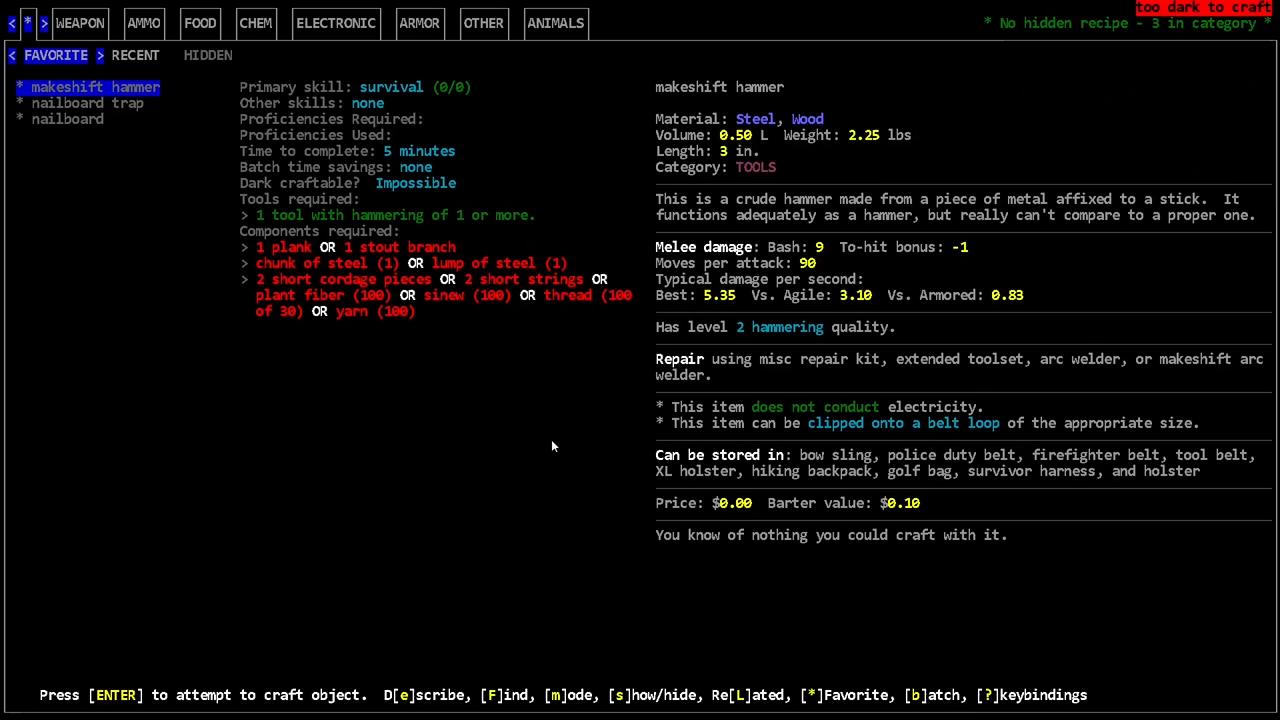 too dark to craft
< * > WEAPON AMMO FOOD CHEM ELECTRONIC ARMOR OTHER ANIMALS
* No hidden recipe - 3 in category *
< FAVORITE > RECENT HIDDEN
* makeshift hammer
* nailboard trap
* nailboard
Primary skill: survival (0/0)
Other skills: none
Proficiencies Required:
Proficiencies Used:
Time to complete: 5 minutes
Batch time savings: none
Dark craftable? Impossible
Tools required:
> 1 tool with hammering of 1 or more.
Components required:
> 1 plank OR 1 stout branch
> chunk of steel (1) OR lump of steel (1)
> 2 short cordage pieces OR 2 short strings OR
plant fiber (100) OR sinew (100) OR thread (100
of 30) OR yarn (100)
makeshift hammer
Material: Steel, Wood
Volume: 0.50 L Weight: 2.25 lbs
Length: 3 in.
Category: TOOLS
This is a crude hammer made from a piece of metal affixed to a stick. It
functions adequately as a hammer, but really can't compare to a proper one.
Melee damage: Bash: 9 To-hit bonus: -1
Moves per attack: 90
Typical damage per second:
Best: 5.35 Vs. Agile: 3.10 Vs. Armored: 0.83
Has level 2 hammering quality.
Repair using misc repair kit, extended toolset, arc welder, or makeshift arc
welder.
* This item does not conduct electricity.
* This item can be clipped onto a belt loop of the appropriate size.
Can be stored in: bow sling, police duty belt, firefighter belt, tool belt,
XL holster, hiking backpack, golf bag, survivor harness, and holster
Price: $0.00 Barter value: $0.10
You know of nothing you could craft with it.
Press [ENTER] to attempt to craft object. D[e]scribe, [F]ind, [m]ode, [s]how/hide, Re[L]ated, [*]Favorite, [b]atch, [?]keybindings